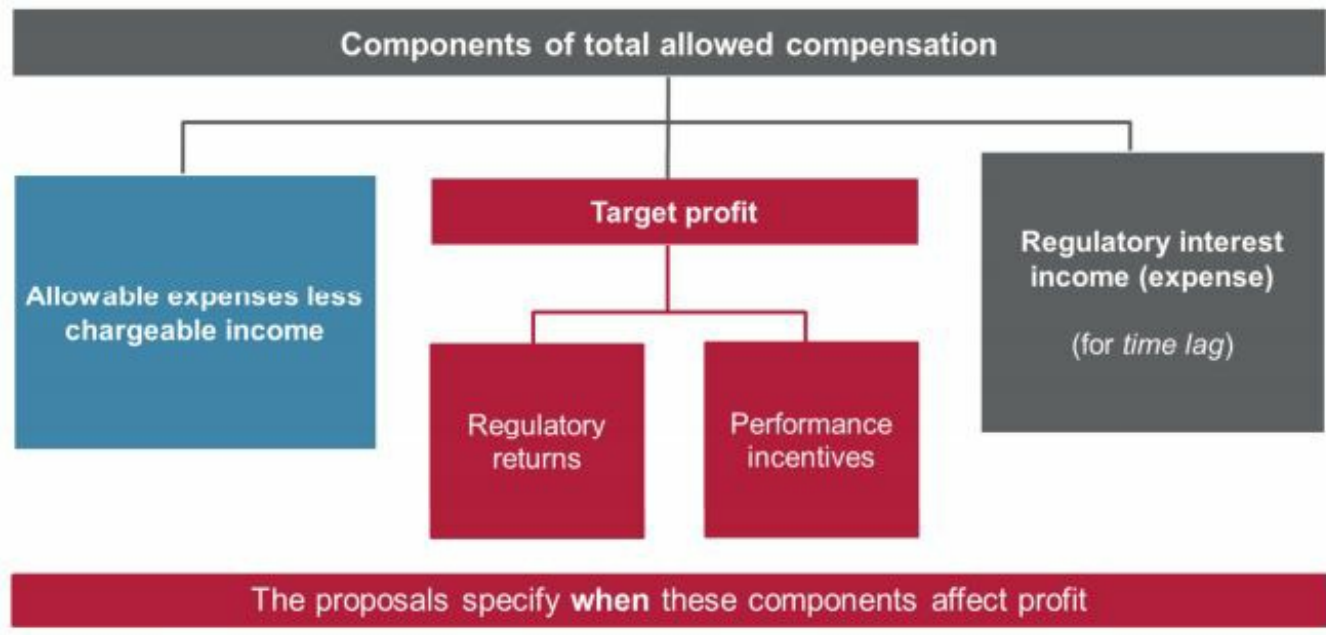 Components of total allowed compensation
Allowable expenses less
chargeable income
Target profit
Regulatory
returns
Performance
incentives
Regulatory interest
income (expense)
(for time lag)
The proposals specify when these components affect profit